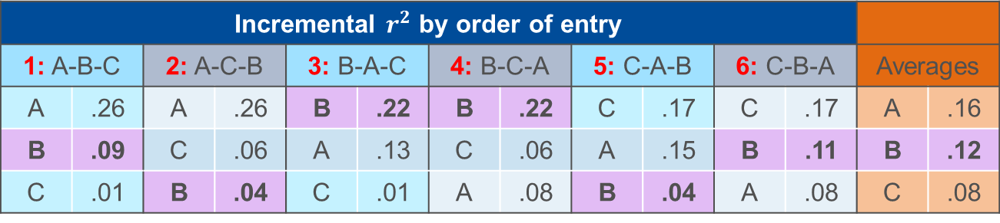 Incremental r² by order of entry
1: A-B-C 2: A-C-B 3: B-A-C 4: B-C-A 5: C-A-B 6: C-B-A Averages
A .26 A .26 B .22 B .22 C .17 C .17 A .16
B .09 C .06 A .13 C .06 A .15 B .11 B .12
C .01 B .04 C .01 A .08 B .04 A .08 C .08